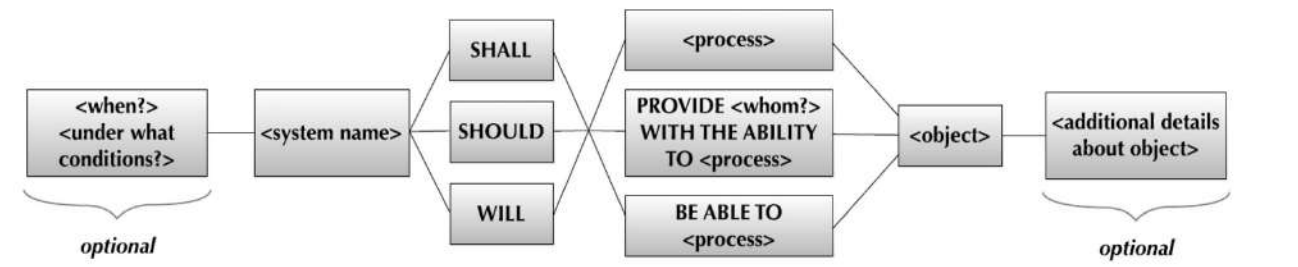 <when?>
<under what
conditions?>
optional
<system name>
SHALL
SHOULD
WILL
<process>
PROVIDE <whom?>
WITH THE ABILITY
TO <process>
BE ABLE TO
<process>
<object>
<additional details
about object>
optional